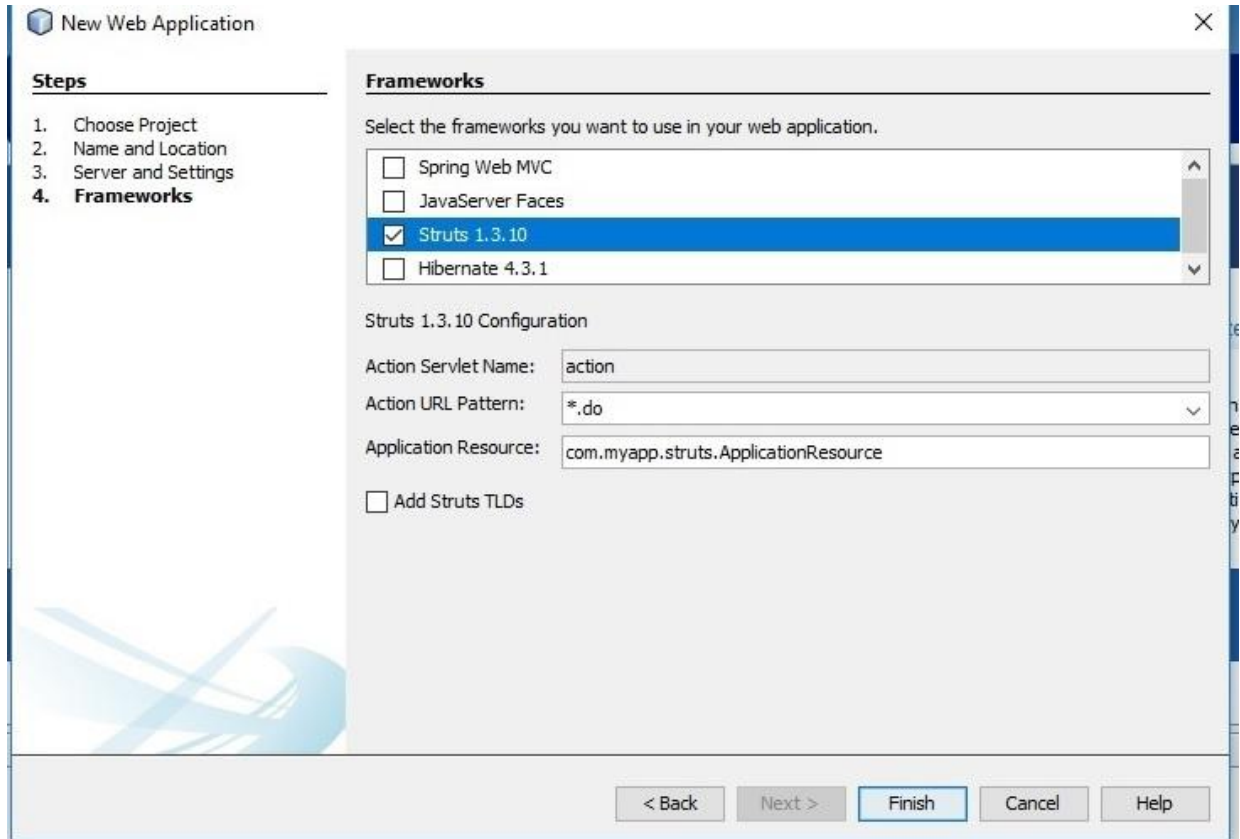 New Web Application
Steps
1. Choose Project
2. Name and Location
3. Server and Settings
4. Frameworks
Frameworks
Select the frameworks you want to use in your web application.
Spring Web MVC
JavaServer Faces
Struts 1.3.10
Hibernate 4.3.1
Struts 1.3.10 Configuration
Action Servlet Name: action
Action URL Pattern: *.do
Application Resource: com.myapp.struts.ApplicationResource
Add Struts TLDs
< Back Next > Finish Cancel Help